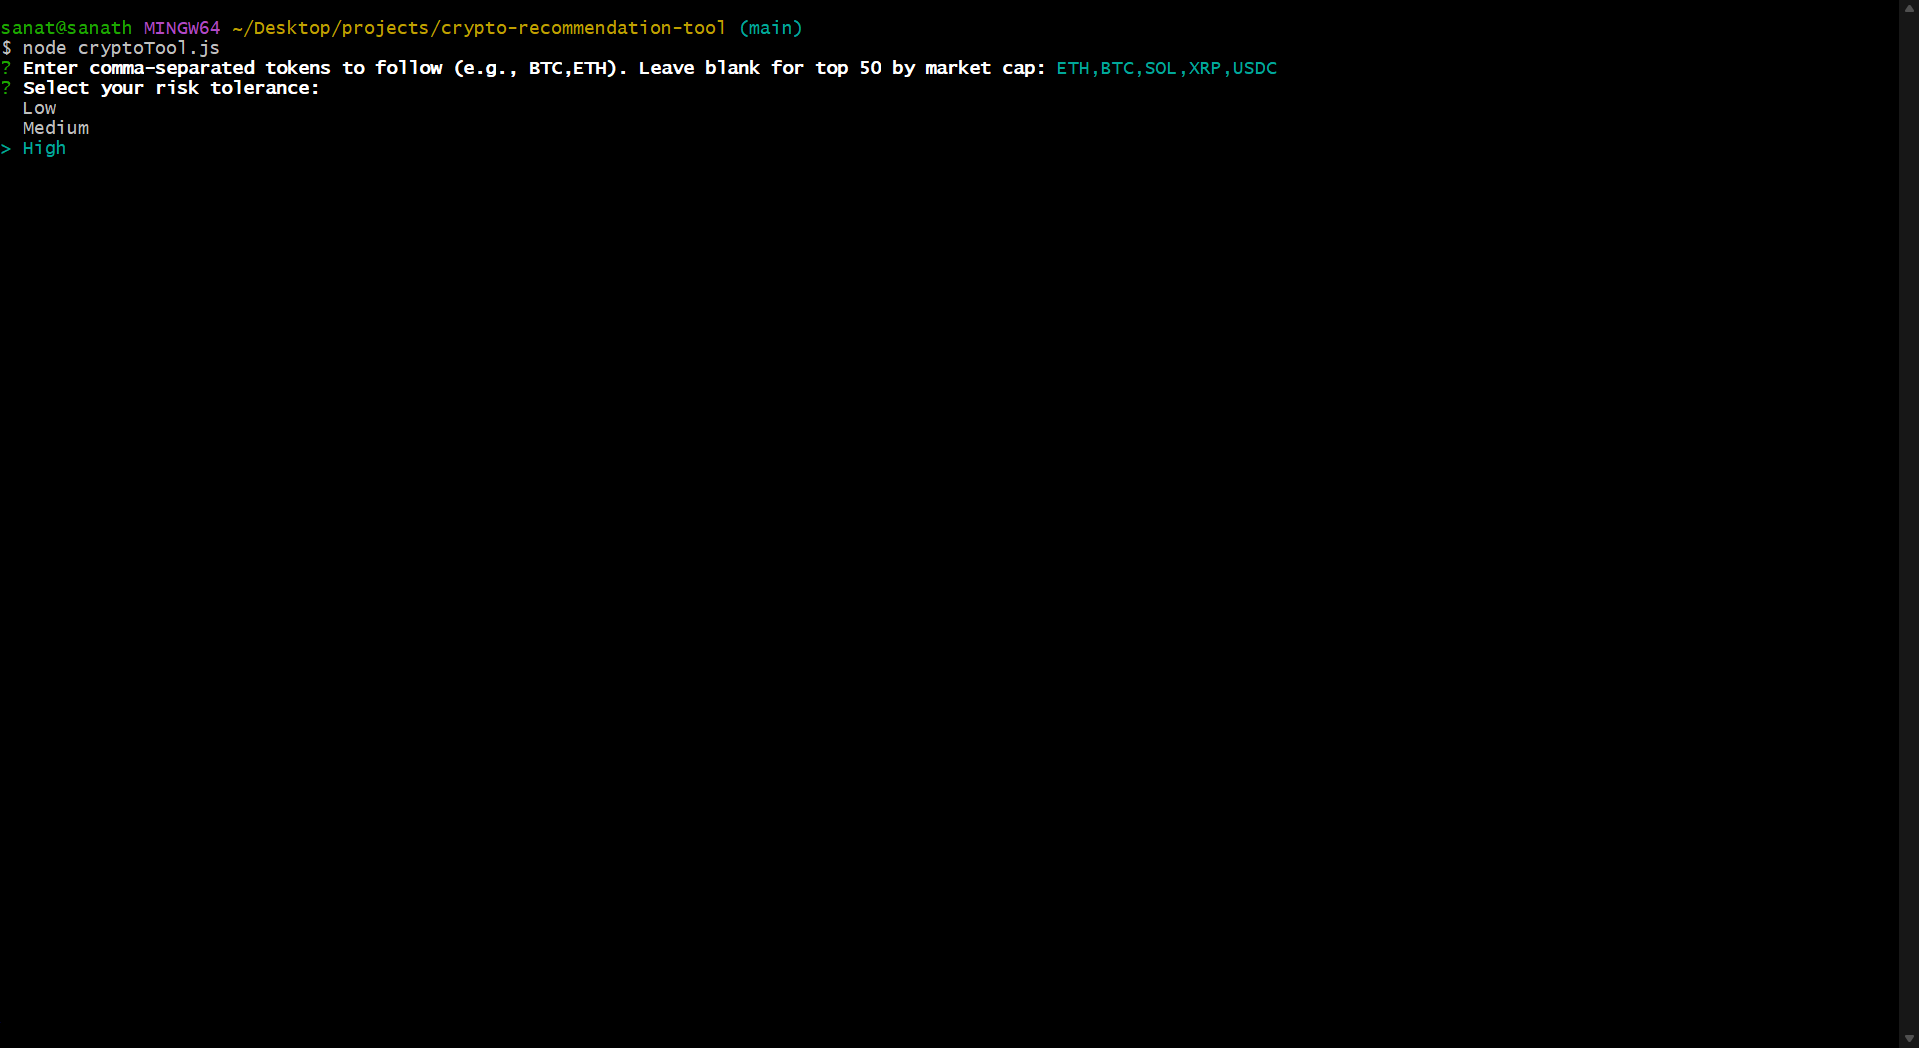 sanat@sanath MINGW64 ~/Desktop/projects/crypto-recommendation-tool (main)
$ node cryptoTool.js
? Enter comma-separated tokens to follow (e.g., BTC,ETH). Leave blank for top 50 by market cap: ETH,BTC,SOL,XRP,USDC
? Select your risk tolerance:
  Low
  Medium
> High